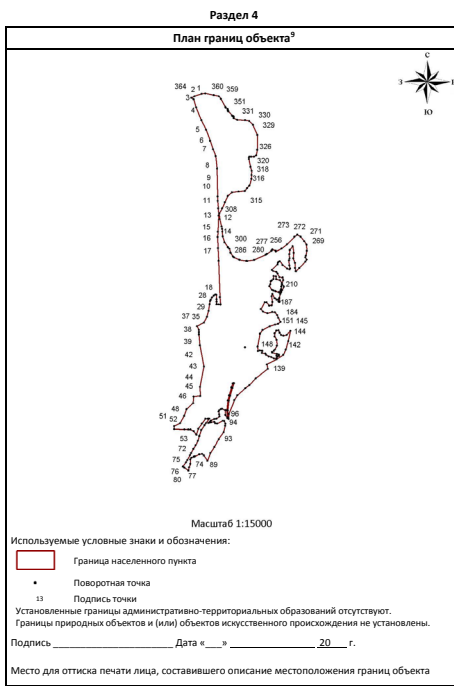 Раздел 4
План границ объекта⁹
С
З
Ю
364 2 1 360 359
3
4 351
331 330
5 329
6
7 326
8 320
318
9 316
10
11 315
308
13 12
15 14 273 272 271
16 300 277 256 269
17 286 280
18 210
28 187
29 184
37 35 151 145
38 144
39 148 142
42
43 139
44
45
46
48 96
51 52 94
53 93
72
75 74 89
76 77
80
Масштаб 1:15000
Используемые условные знаки и обозначения:
Граница населенного пункта
Поворотная точка
13 Подпись точки
Установленные границы административно-территориальных образований отсутствуют.
Границы природных объектов и (или) объектов искусственного происхождения не установлены.
Подпись ______________________ Дата «___» ________________ 20___ г.
Место для оттиска печати лица, составившего описание местоположения границ объекта